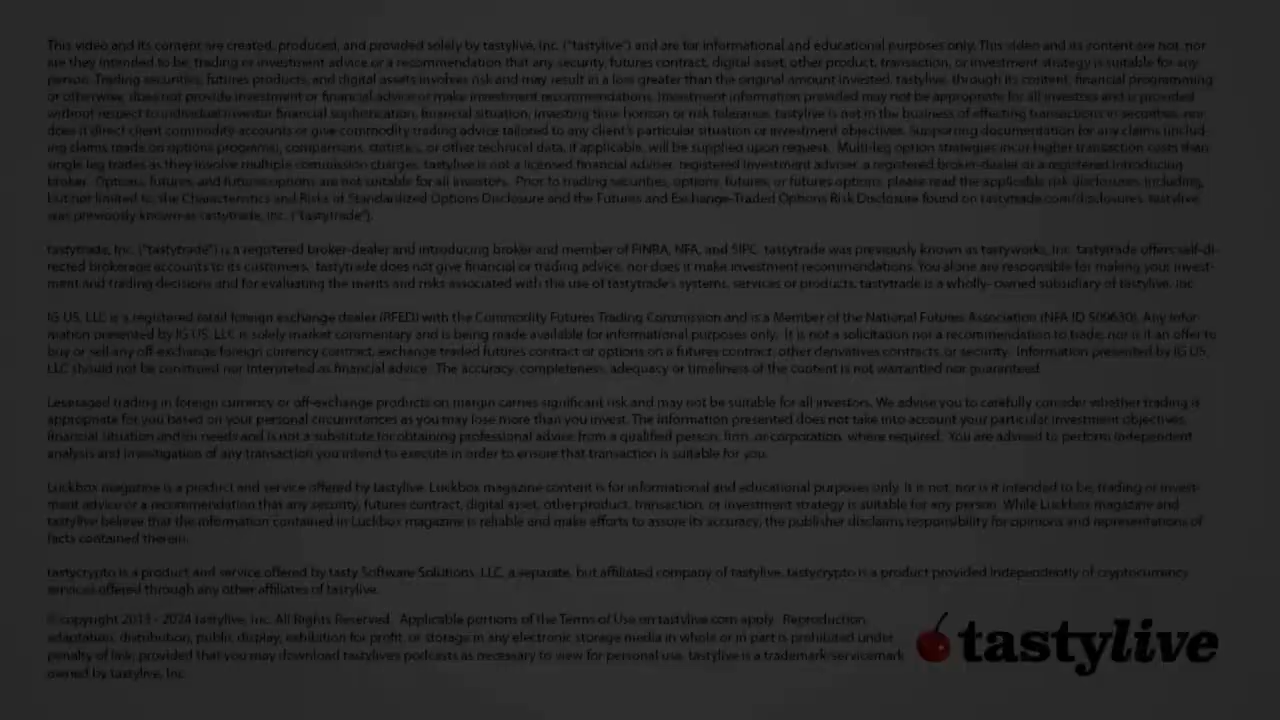 This video and its content are created, produced, and provided solely by tastylive, Inc. ("tastylive") and are for informational and educational purposes only. This video and its content are not, nor
are they intended to be, trading or investment advice or a recommendation that any security, futures contract, digital asset, other product, transaction, or investment strategy is suitable for any
person. Trading securities, futures products, and digital assets involves risk and may result in a loss greater than the original amount invested. tastylive, through its content, financial programming
or otherwise, does not provide investment or financial advice or make investment recommendations. Investment information provided may not be appropriate for all investors and is provided
without respect to individual investor financial sophistication, financial situation, investing time horizon or risk tolerance. tastylive is not in the business of effecting transactions in securities, nor
does it direct client commodity accounts or give commodity trading advice tailored to any client's particular situation or investment objectives. Supporting documentation for any claims (includ-
ing claims made on options programs), comparisons, statistics, or other technical data, if applicable, will be supplied upon request. Multi-leg option strategies incur higher transaction costs than
single leg trades as they involve multiple commission charges. tastylive is not a licensed financial adviser, registered investment adviser, a registered broker-dealer or a registered introducing
broker. Options, futures and futures options are not suitable for all investors. Prior to trading securities, options, futures, or futures options, please read the applicable risk disclosures, including,
but not limited to, the Characteristics and Risks of Standardized Options Disclosure and the Futures and Exchange-Traded Options Risk Disclosure found on tastytrade.com/disclosures. tastylive
was previously known as tastytrade, Inc. ("tastytrade").
tastytrade, Inc. ("tastytrade") is a registered broker-dealer and introducing broker and member of FINRA, NFA, and SIPC. tastytrade was previously known as tastyworks, Inc. tastytrade offers self-di-
rected brokerage accounts to its customers. tastytrade does not give financial or trading advice, nor does it make investment recommendations. You alone are responsible for making your invest-
ment and trading decisions and for evaluating the merits and risks associated with the use of tastytrade's systems, services or products. tastytrade is a wholly- owned subsidiary of tastylive, Inc
IG US, LLC is a registered retail foreign exchange dealer (RFED) with the Commodity Futures Trading Commission and is a Member of the National Futures Association (NFA ID 509630). Any infor-
mation presented by IG US, LLC is solely market commentary and is being made available for informational purposes only. It is not a solicitation nor a recommendation to trade, nor is it an offer to
buy or sell any off-exchange foreign currency contract, exchange traded futures contract or options on a futures contract, other derivatives contracts, or security. Information presented by IG US,
LLC should not be construed nor interpreted as financial advice. The accuracy, completeness, adequacy or timeliness of the content is not warranted nor guaranteed.
Leveraged trading in foreign currency or off-exchange products on margin carries significant risk and may not be suitable for all investors. We advise you to carefully consider whether trading is
appropriate for you based on your personal circumstances as you may lose more than you invest. The information presented does not take into account your particular investment objectives,
financial situation and/or needs and is not a substitute for obtaining professional advice from a qualified person, firm, or corporation, where required. You are advised to perform independent
analysis and investigation of any transaction you intend to execute in order to ensure that transaction is suitable for you.
Luckbox magazine is a product and service offered by tastylive. Luckbox magazine content is for informational and educational purposes only. It is not, nor is it intended to be, trading or invest-
ment advice or a recommendation that any security, futures contract, digital asset, other product, transaction, or investment strategy is suitable for any person. While Luckbox magazine and
tastylive believe that the information contained in Luckbox magazine is reliable and make efforts to assure its accuracy, the publisher disclaims responsibility for opinions and representations of
facts contained therein.
tastycrypto is a product and service offered by tasty Software Solutions, LLC, a separate, but affiliated company of tastylive. tastycrypto is a product provided independently of cryptocurrency
services offered through any other affiliates of tastylive.
© copyright 2013 - 2024 tastylive, Inc. All Rights Reserved. Applicable portions of the Terms of Use on tastylive.com apply. Reproduction,
adaptation, distribution, public display, exhibition for profit, or storage in any electronic storage media in whole or in part is prohibited under
penalty of law, provided that you may download tastylive's podcasts as necessary to view for personal use. tastylive is a trademark/servicemark
owned by tastylive, Inc.
tastylive